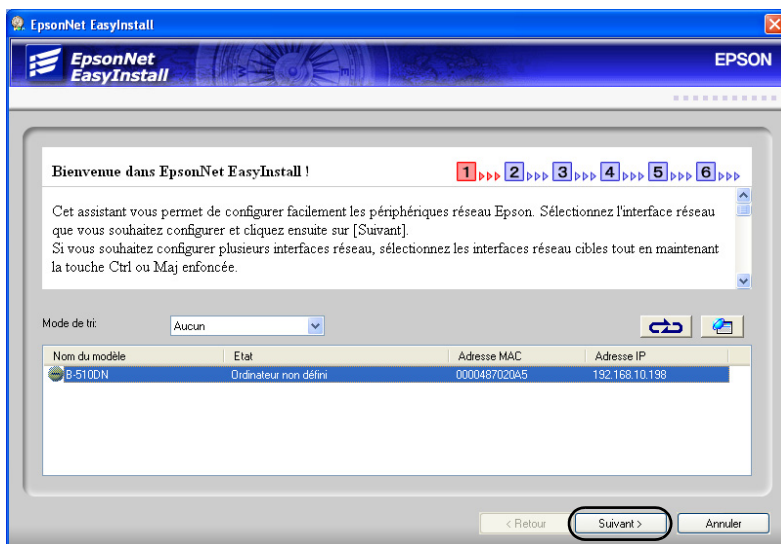 EpsonNet EasyInstall
EpsonNet
EasyInstall
EPSON
Bienvenue dans EpsonNet EasyInstall !
1 2 3 4 5 6
Cet assistant vous permet de configurer facilement les périphériques réseau Epson. Sélectionnez l'interface réseau
que vous souhaitez configurer et cliquez ensuite sur [Suivant].
Si vous souhaitez configurer plusieurs interfaces réseau, sélectionnez les interfaces réseau cibles tout en maintenant
la touche Ctrl ou Maj enfoncée.
Mode de tri: Aucun
Nom du modèle Etat Adresse MAC Adresse IP
B-510DN Ordinateur non défini 0000487020A5 192.168.10.198
< Retour Suivant > Annuler